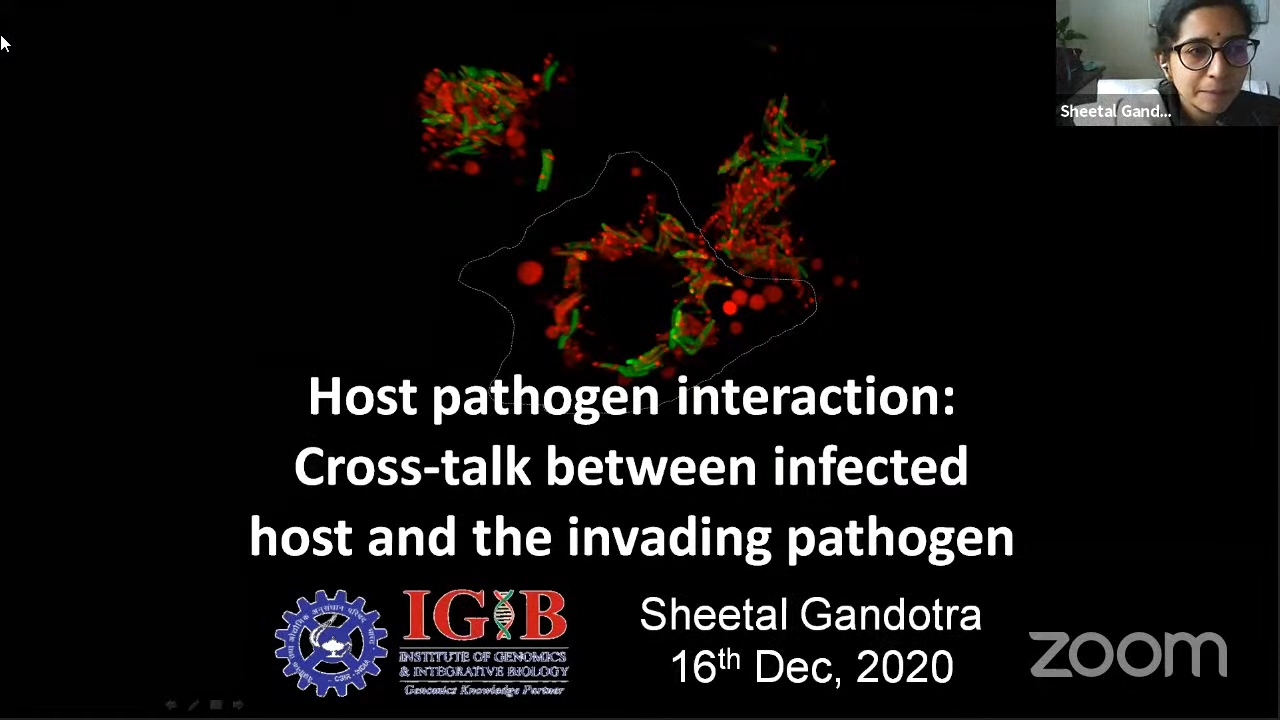 Sheetal Gand...
Host pathogen interaction:
Cross-talk between infected
host and the invading pathogen
IGIB
INSTITUTE OF GENOMICS
& INTEGRATIVE BIOLOGY
Genomics Knowledge Partner
Sheetal Gandotra
16th Dec, 2020
zoom